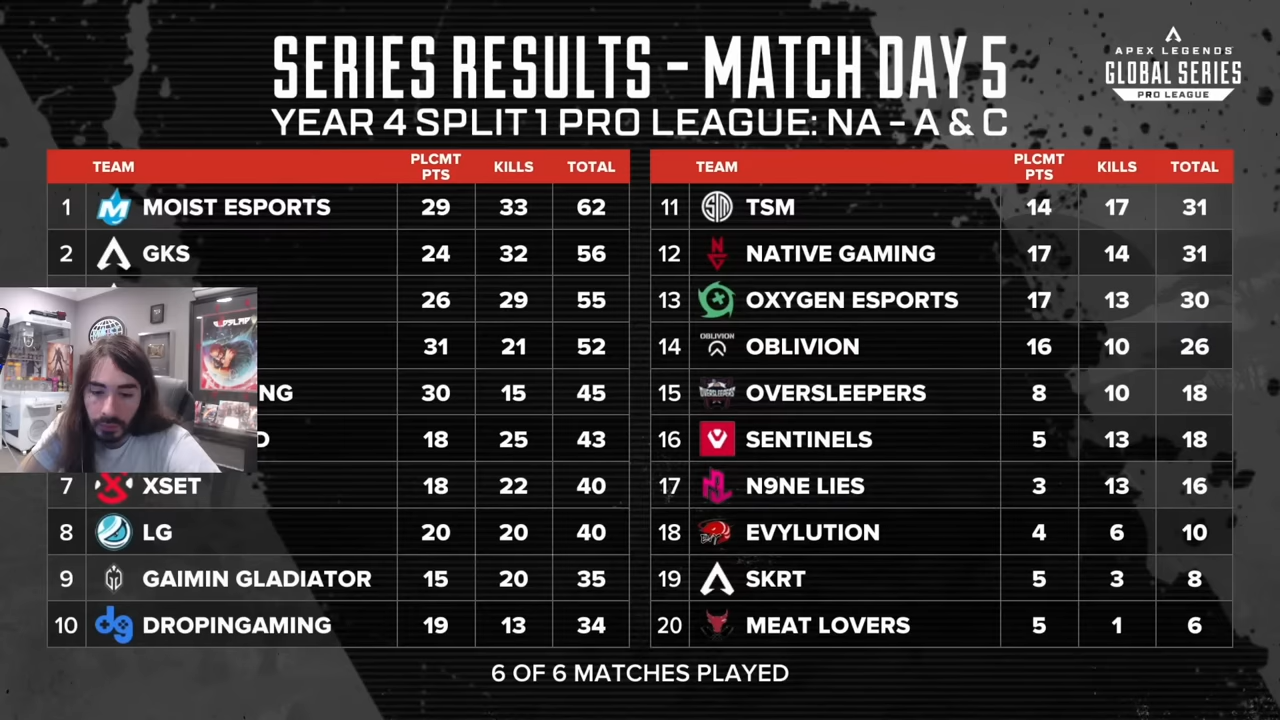 SERIES RESULTS - MATCH DAY 5
YEAR 4 SPLIT 1 PRO LEAGUE: NA - A & C
APEX LEGENDS
GLOBAL SERIES
PRO LEAGUE
TEAM PLCMT PTS KILLS TOTAL
1 MOIST ESPORTS 29 33 62
2 GKS 24 32 56
26 29 55
31 21 52
NG 30 15 45
D 18 25 43
7 XSET 18 22 40
8 LG 20 20 40
9 GAIMIN GLADIATOR 15 20 35
10 DROPINGAMING 19 13 34
TEAM PLCMT PTS KILLS TOTAL
11 TSM 14 17 31
12 NATIVE GAMING 17 14 31
13 OXYGEN ESPORTS 17 13 30
14 OBLIVION 16 10 26
15 OVERSLEEPERS 8 10 18
16 SENTINELS 5 13 18
17 N9NE LIES 3 13 16
18 EVYLUTION 4 6 10
19 SKRT 5 3 8
20 MEAT LOVERS 5 1 6
6 OF 6 MATCHES PLAYED